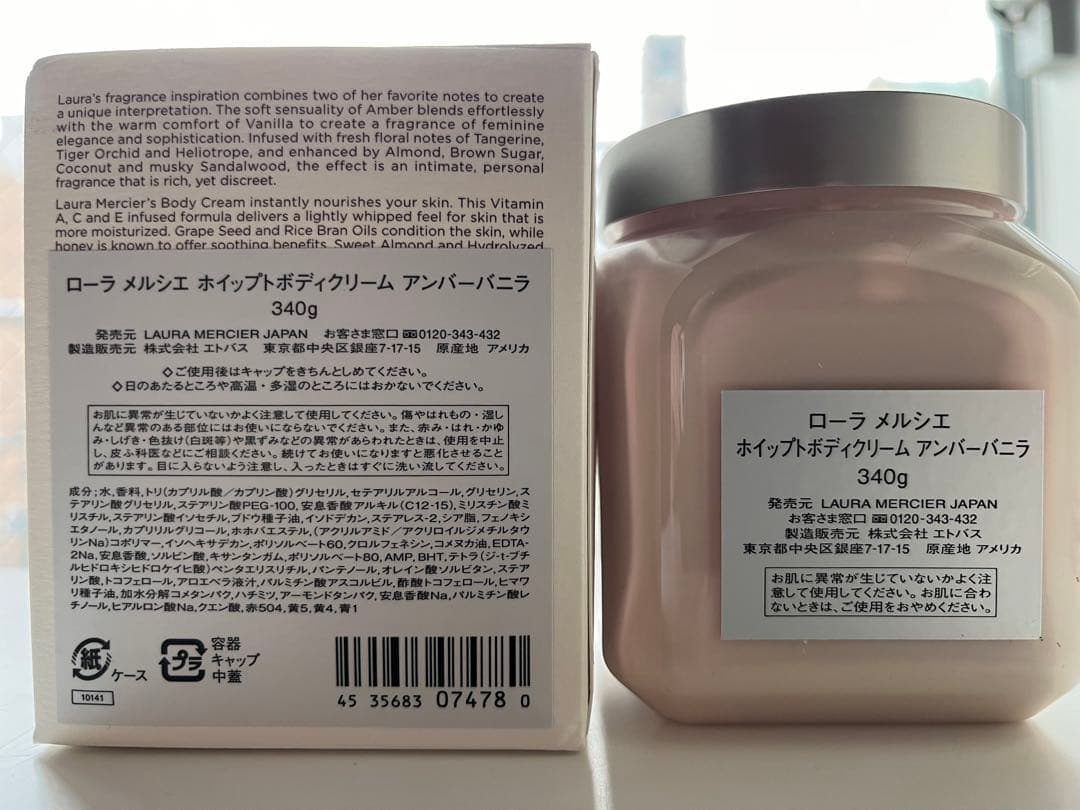 Laura's fragrance inspiration combines two of her favorite notes to create
a unique interpretation. The soft sensuality of Amber blends effortlessly
with the warm comfort of Vanilla to create a fragrance of feminine
elegance and sophistication. Infused with fresh floral notes of Tangerine,
Tiger Orchid and Heliotrope, and enhanced by Almond, Brown Sugar,
Coconut and musky Sandalwood, the effect is an intimate, personal
fragrance that is rich, yet discreet.
Laura Mercier's Body Cream instantly nourishes your skin. This Vitamin
A, C and E infused formula delivers a lightly whipped feel for skin that is
more moisturized. Grape Seed and Rice Bran Oils condition the skin, while
honey is known to offer soothing benefits. Sweet Almond and Hydrolyzed
ローラ メルシエ ホイップトボディクリーム アンバーバニラ
340g
発売元 LAURA MERCIER JAPAN お客さま窓口 0120-343-432
製造販売元 株式会社 エトバス 東京都中央区銀座7-17-15 原産地 アメリカ
◇ご使用後はキャップをきちんとしめてください。
◇日のあたるところや高温・多湿のところにはおかないでください。
お肌に異常が生じていないかよく注意して使用してください。傷やはれもの・湿し
んなど異常のある部位にはお使いにならないでください。また、赤み・はれ・かゆ
み・しげき・色抜け(白斑等)や黒ずみなどの異常があらわれたときは、使用を中止
し、皮ふ科医などにご相談ください。続けてお使いになりますと悪化させること
があります。目に入らないよう注意し、入ったときはすぐに洗い流してください。
成分;水,香料,トリ(カプリル酸/カプリン酸)グリセリル,セテアリルアルコール,グリセリン,ス
テアリン酸グリセリル,ステアリン酸PEG-100,安息香酸アルキル(C12-15),ミリスチン酸ミ
リスチル,ステアリン酸イソセチル,ブドウ種子油,イソドデカン,ステアレス-2,シア脂,フェノキシ
エタノール,カプリリルグリコール,ホホバエステル,(アクリルアミド/アクリロイルジメチルタウ
リンNa)コポリマー,イソヘキサデカン,ポリソルベート60,クロルフェネシン,コメヌカ油,EDTA-
2Na,安息香酸,ソルビン酸,キサンタンガム,ポリソルベート80,AMP,BHT,テトラ(ジ-t-ブチ
ルヒドロキシヒドロケイヒ酸)ペンタエリスリチル,パンテノール,オレイン酸ソルビタン,ステア
リン酸,トコフェロール,アロエベラ液汁,パルミチン酸アスコルビル,酢酸トコフェロール,ヒマワ
リ種子油,加水分解コメタンパク,ハチミツ,アーモンドタンパク,安息香酸Na,パルミチン酸レ
チノール,ヒアルロン酸Na,クエン酸,赤504,黄5,黄4,青1
紙 ケース
プラ 容器
キャップ
中蓋
10141
45 35683 07478 0
ローラ メルシエ
ホイップトボディクリーム アンバーバニラ
340g
発売元 LAURA MERCIER JAPAN
お客さま窓口 0120-343-432
製造販売元 株式会社 エトバス
東京都中央区銀座7-17-15 原産地 アメリカ
お肌に異常が生じていないかよく注
意して使用してください。お肌に合わ
ないときは、ご使用をおやめください。